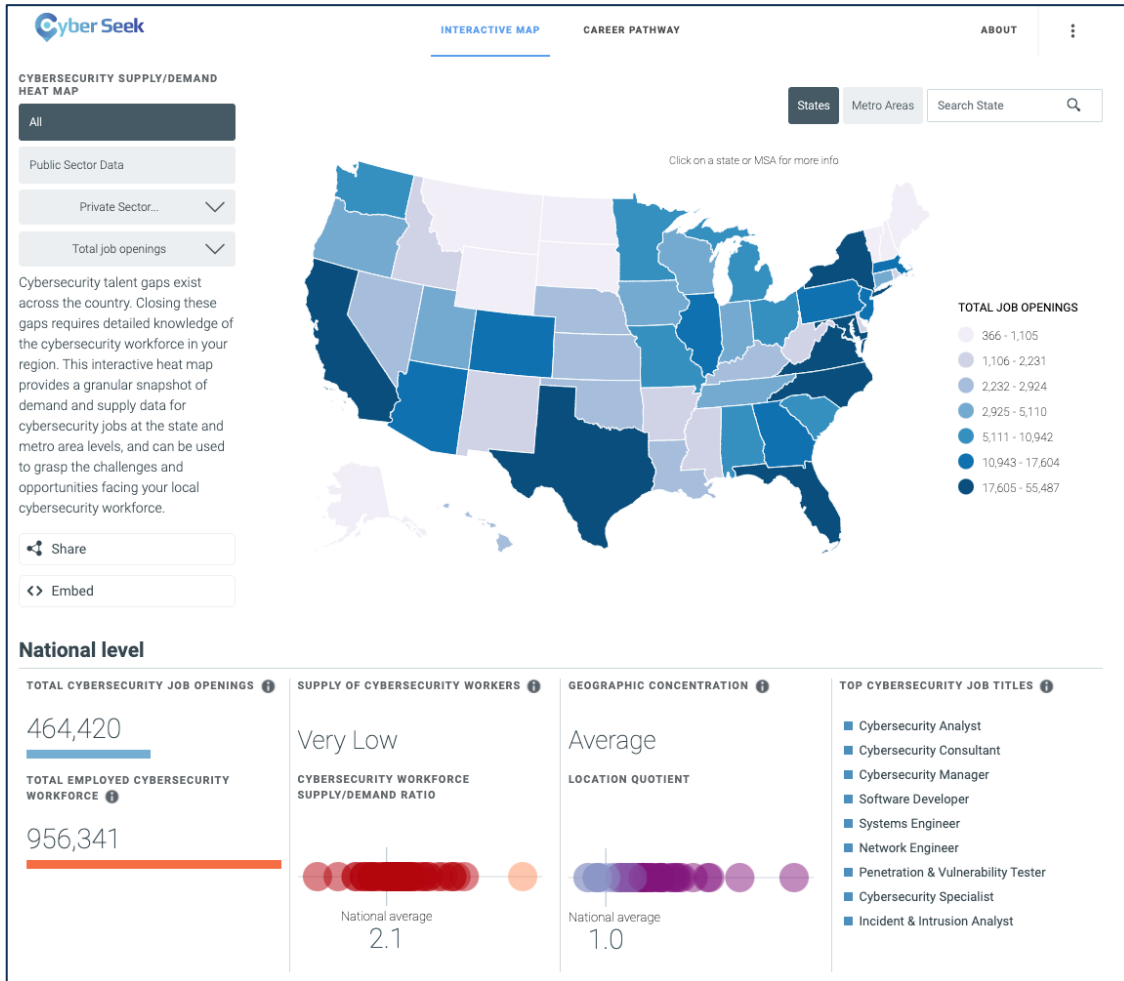 Cyber Seek
INTERACTIVE MAP
CAREER PATHWAY
ABOUT
CYBERSECURITY SUPPLY/DEMAND
HEAT MAP
All
Public Sector Data
Private Sector...
Total job openings
Cybersecurity talent gaps exist
across the country. Closing these
gaps requires detailed knowledge of
the cybersecurity workforce in your
region. This interactive heat map
provides a granular snapshot of
demand and supply data for
cybersecurity jobs at the state and
metro area levels, and can be used
to grasp the challenges and
opportunities facing your local
cybersecurity workforce.
Share
Embed
States
Metro Areas
Search State
Click on a state or MSA for more info
TOTAL JOB OPENINGS
366 - 1,105
1,106 - 2,231
2,232 - 2,924
2,925 - 5,110
5,111 - 10,942
10,943 - 17,604
17,605 - 55,487
National level
TOTAL CYBERSECURITY JOB OPENINGS
464,420
TOTAL EMPLOYED CYBERSECURITY
WORKFORCE
956,341
SUPPLY OF CYBERSECURITY WORKERS
Very Low
CYBERSECURITY WORKFORCE
SUPPLY/DEMAND RATIO
National average
2.1
GEOGRAPHIC CONCENTRATION
Average
LOCATION QUOTIENT
National average
1.0
TOP CYBERSECURITY JOB TITLES
Cybersecurity Analyst
Cybersecurity Consultant
Cybersecurity Manager
Software Developer
Systems Engineer
Network Engineer
Penetration & Vulnerability Tester
Cybersecurity Specialist
Incident & Intrusion Analyst